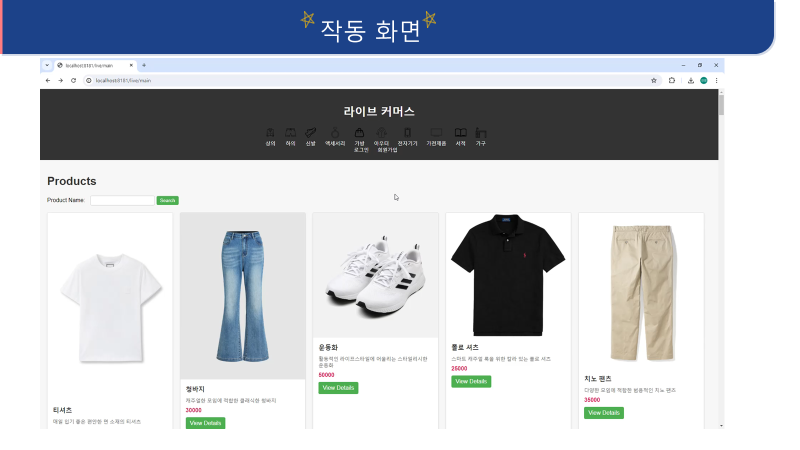 작동 화면
localhost:8181/live/main
localhost:8181/live/main
라이브 커머스
상의 하의 신발 액세서리 가방 아우터 전자기기 가전제품 서적 가구
로그인 회원가입
Products
Product Name: Search
티셔츠
매일 입기 좋은 편안한 면 소재의 티셔츠
청바지
캐주얼한 모임에 적합한 클래식한 청바지
30000
View Details
운동화
활동적인 라이프스타일에 어울리는 스타일리시한
운동화
50000
View Details
폴로 셔츠
스마트 캐주얼 룩을 위한 칼라 있는 폴로 셔츠
25000
View Details
치노 팬츠
다양한 모임에 적합한 범용적인 치노 팬츠
35000
View Details